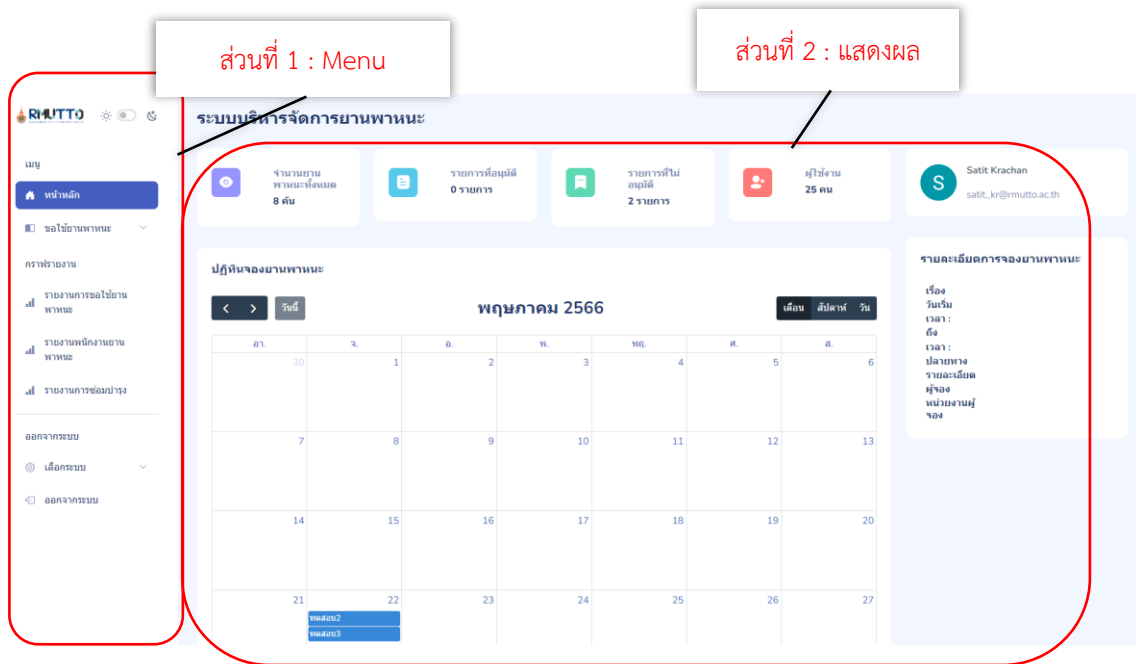 ส่วนที่ 1 : Menu
ส่วนที่ 2 : แสดงผล
RMUTTO
เมนู
หน้าหลัก
ขอใช้ยานพาหนะ
กราฟรายงาน
รายงานการขอใช้ยาน
พาหนะ
รายงานพนักงานยาน
พาหนะ
รายงานการซ่อมบำรุง
ออกจากระบบ
เลือกระบบ
ออกจากระบบ
ระบบบริหารจัดการยานพาหนะ
จำนวนยาน
พาหนะทั้งหมด
8 คัน
รายการที่อนุมัติ
0 รายการ
รายการที่ไม่
อนุมัติ
2 รายการ
ผู้ใช้งาน
25 คน
S
Satit Krachan
satit_kr@rmutto.ac.th
ปฏิทินจองยานพาหนะ
วันนี้
พฤษภาคม 2566
เดือน สัปดาห์ วัน
อา. จ. อ. พ. พฤ. ศ. ส.
30 1 2 3 4 5 6
7 8 9 10 11 12 13
14 15 16 17 18 19 20
21 22 23 24 25 26 27
ทดสอบ2
ทดสอบ3
รายละเอียดการจองยานพาหนะ
เรื่อง
วันเริ่ม
เวลา :
ถึง
เวลา :
ปลายทาง
รายละเอียด
ผู้จอง
หน่วยงานผู้
จอง